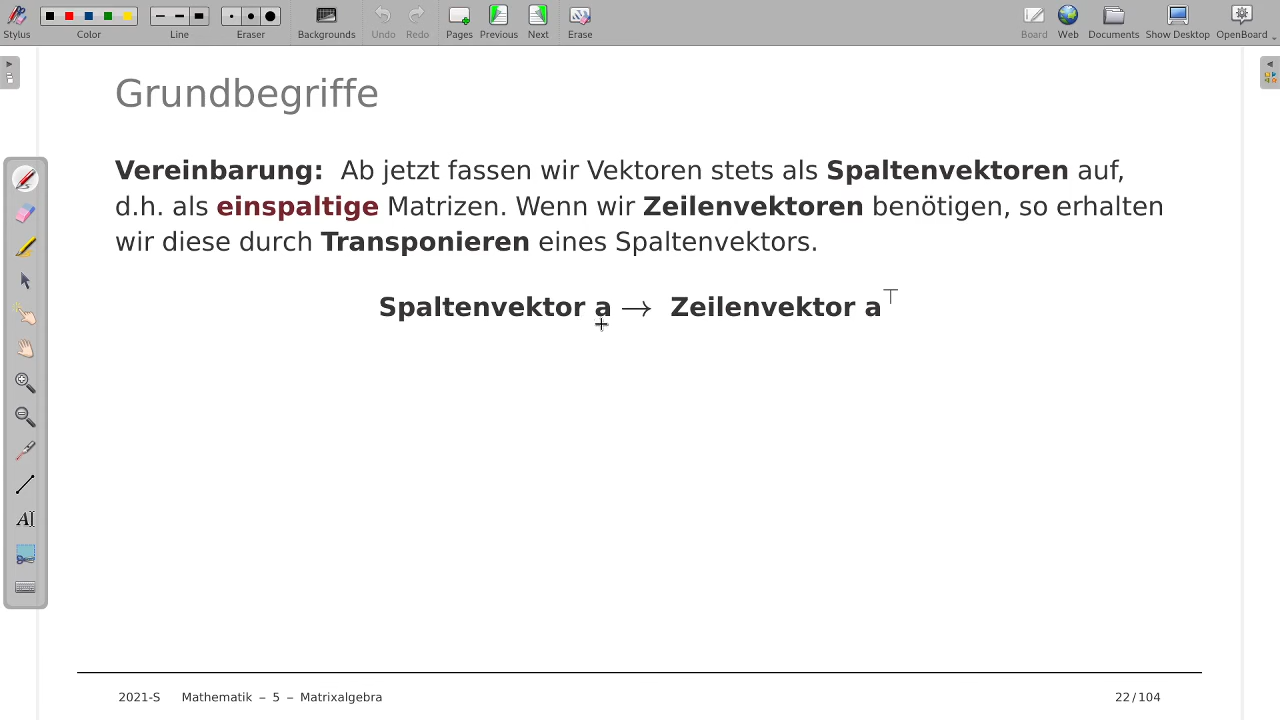 Stylus Color Line Eraser Backgrounds Undo Redo Pages Previous Next Erase Board Web Documents Show Desktop OpenBoard
Grundbegriffe
Vereinbarung: Ab jetzt fassen wir Vektoren stets als Spaltenvektoren auf,
d.h. als einspaltige Matrizen. Wenn wir Zeilenvektoren benötigen, so erhalten
wir diese durch Transponieren eines Spaltenvektors.
Spaltenvektor a → Zeilenvektor a⊤
AI
2021-S Mathematik – 5 – Matrixalgebra 22/104